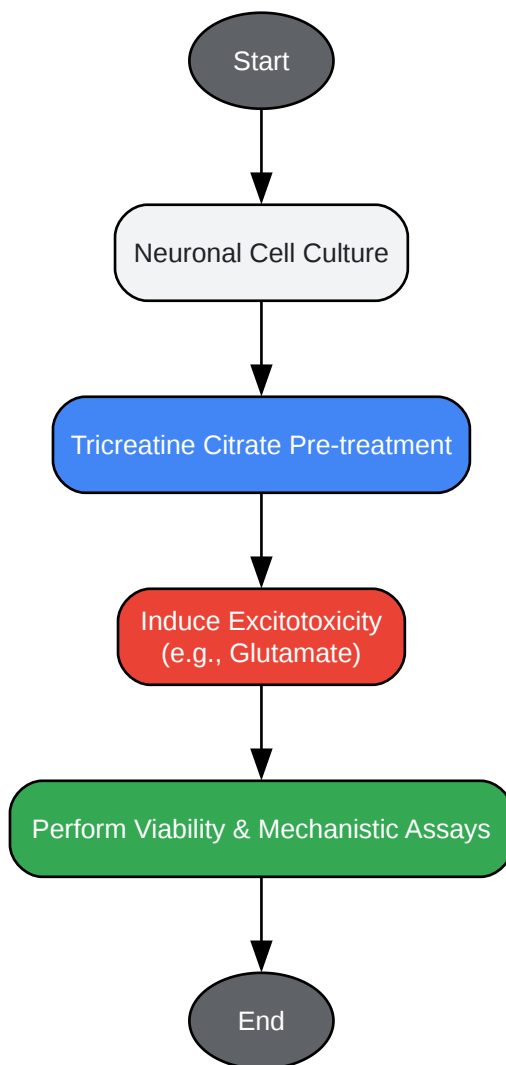 Start
Neuronal Cell Culture
Tricreatine Citrate Pre-treatment
Induce Excitotoxicity
(e.g., Glutamate)
Perform Viability & Mechanistic Assays
End